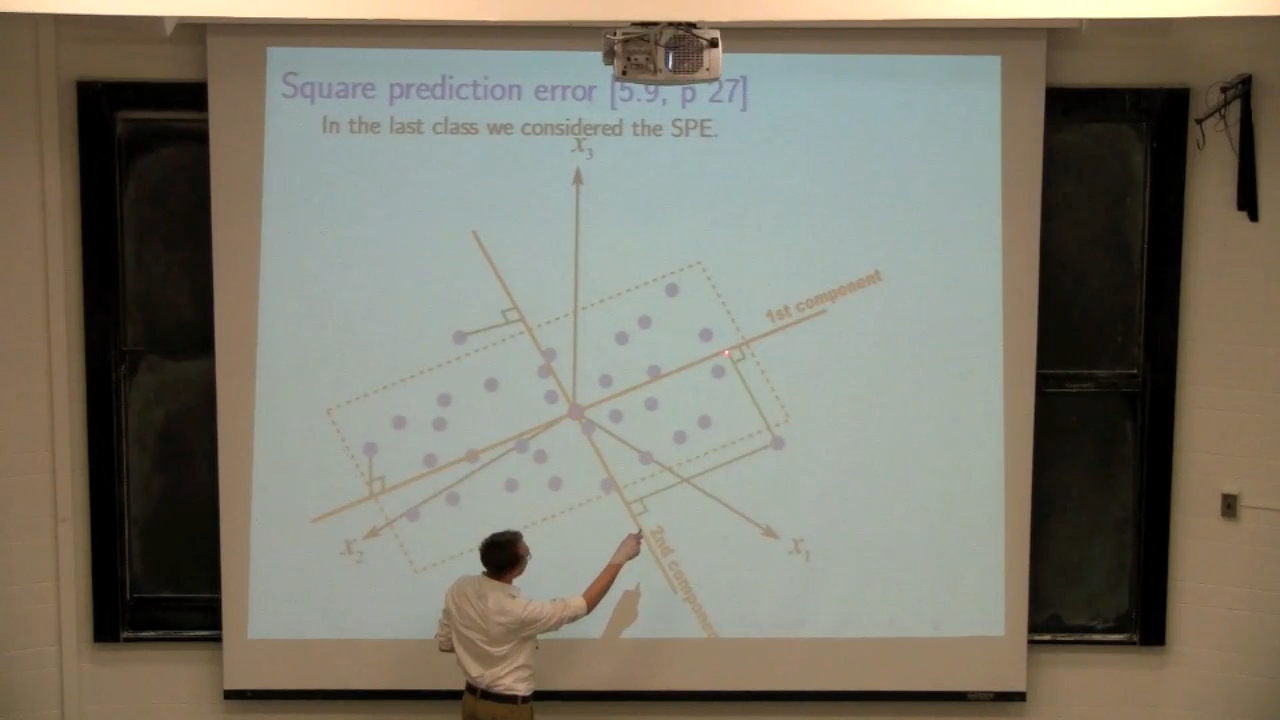 Square prediction error [5.9, p 27]
In the last class we considered the SPE.
x₃
1st component
x₂
x₁
2nd componen